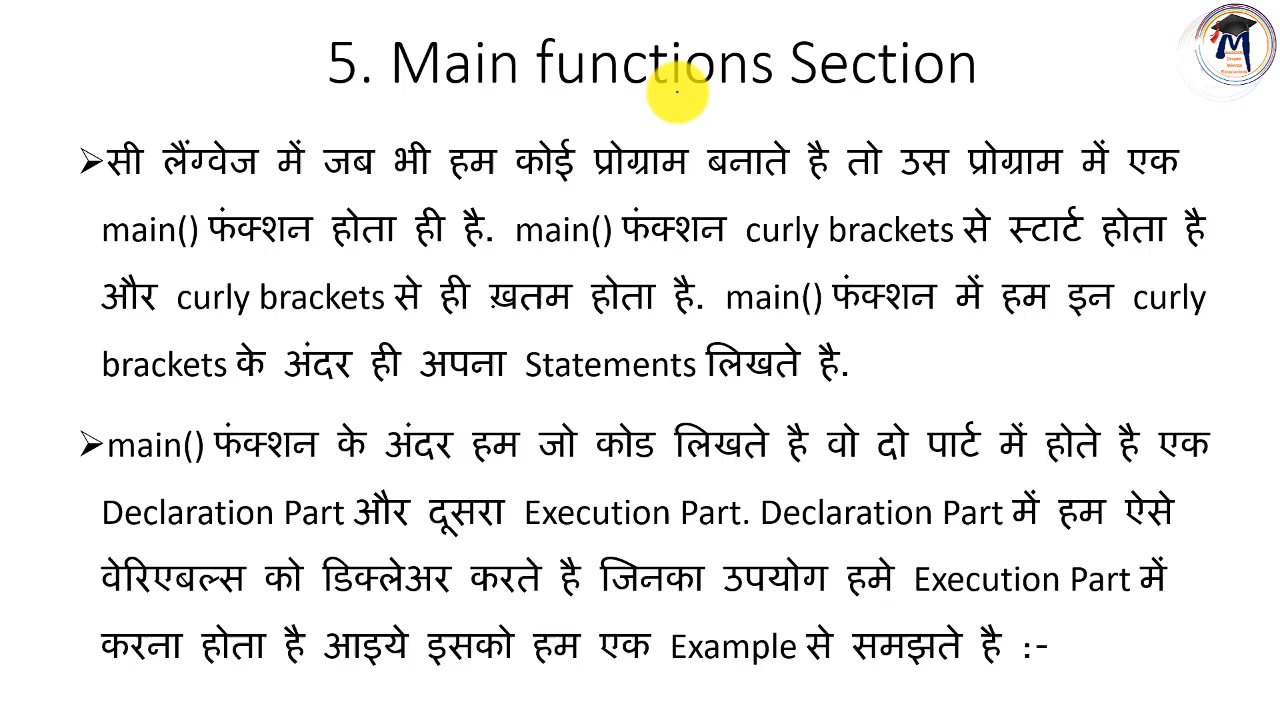 5. Main functions Section
➢सी लैंग्वेज में जब भी हम कोई प्रोग्राम बनाते है तो उस प्रोग्राम में एक
main() फंक्शन होता ही है. main() फंक्शन curly brackets से स्टार्ट होता है
और curly brackets से ही ख़तम होता है. main() फंक्शन में हम इन curly
brackets के अंदर ही अपना Statements लिखते है.
➢main() फंक्शन के अंदर हम जो कोड लिखते है वो दो पार्ट में होते है एक
Declaration Part और दूसरा Execution Part. Declaration Part में हम ऐसे
वेरिएबल्स को डिक्लेअर करते है जिनका उपयोग हमे Execution Part में
करना होता है आइये इसको हम एक Example से समझते है :-